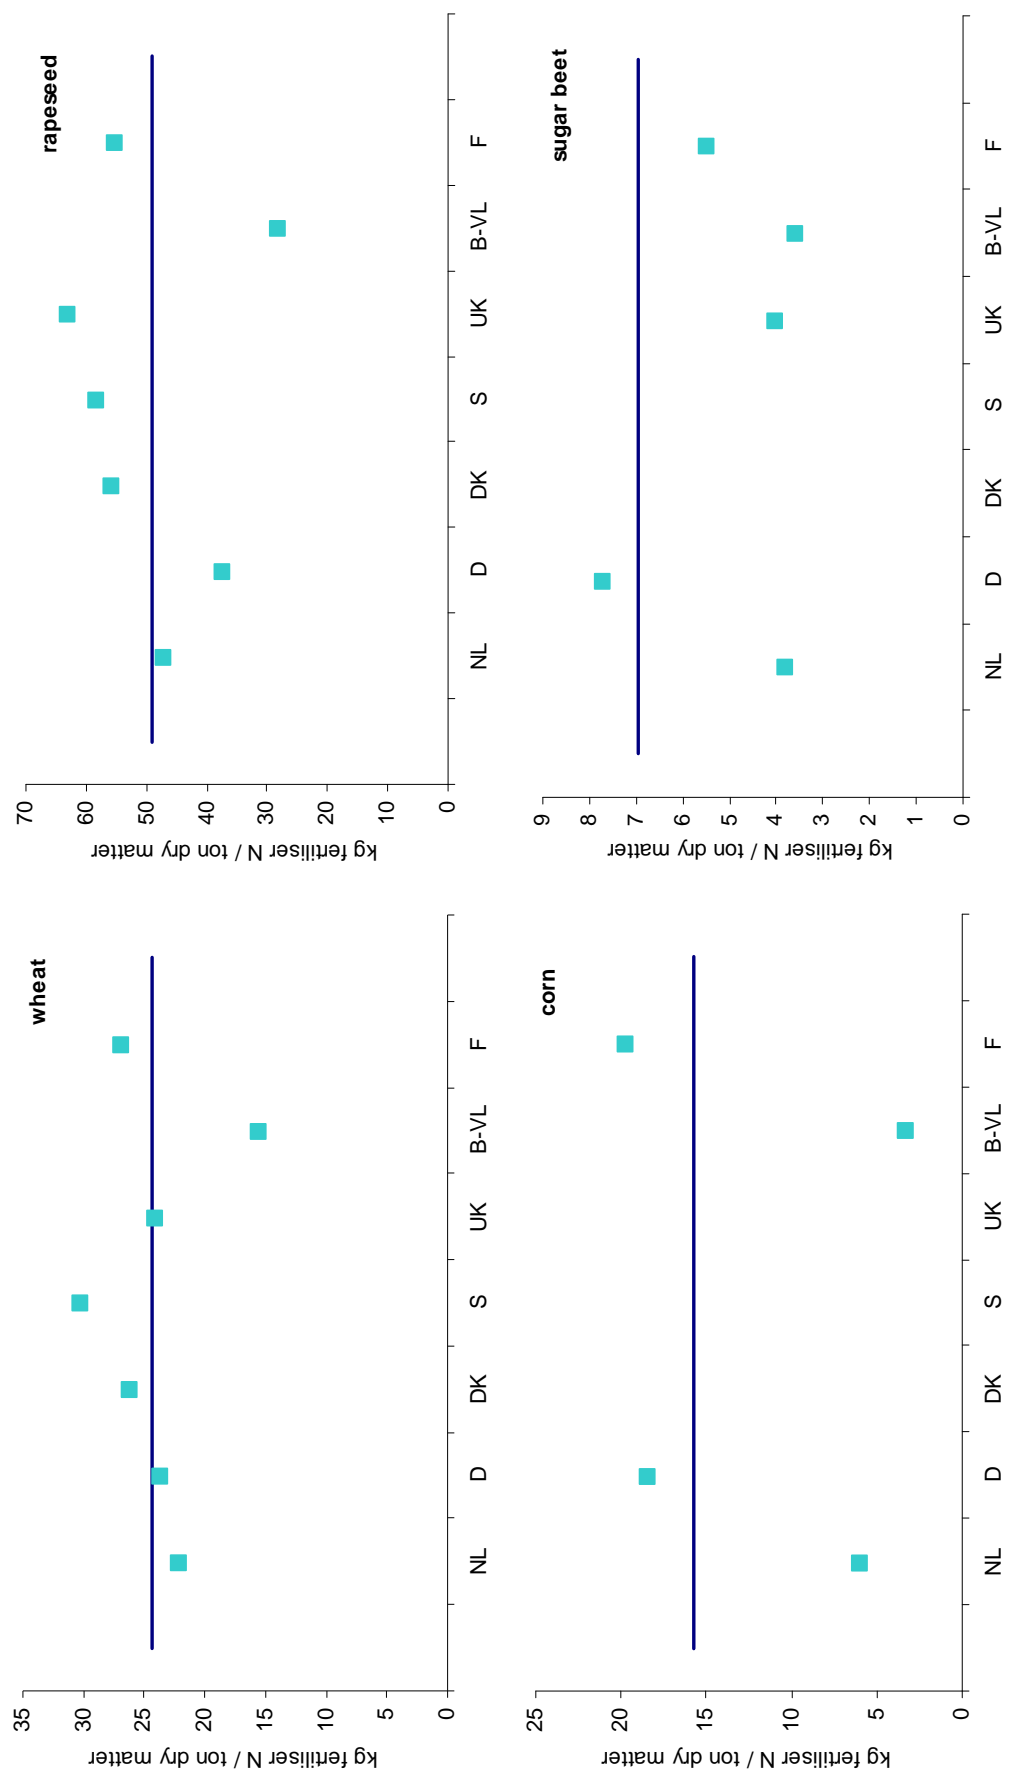 wheat
kg fertiliser N / ton dry matter
35
30
25
20
15
10
5
0
NL
D
DK
S
UK
B-VL
F
rapeseed
kg fertiliser N / ton dry matter
70
60
50
40
30
20
10
0
NL
D
DK
S
UK
B-VL
F
corn
kg fertiliser N / ton dry matter
25
20
15
10
5
0
NL
D
DK
S
UK
B-VL
F
sugar beet
kg fertiliser N / ton dry matter
9
8
7
6
5
4
3
2
1
0
NL
D
DK
S
UK
B-VL
F